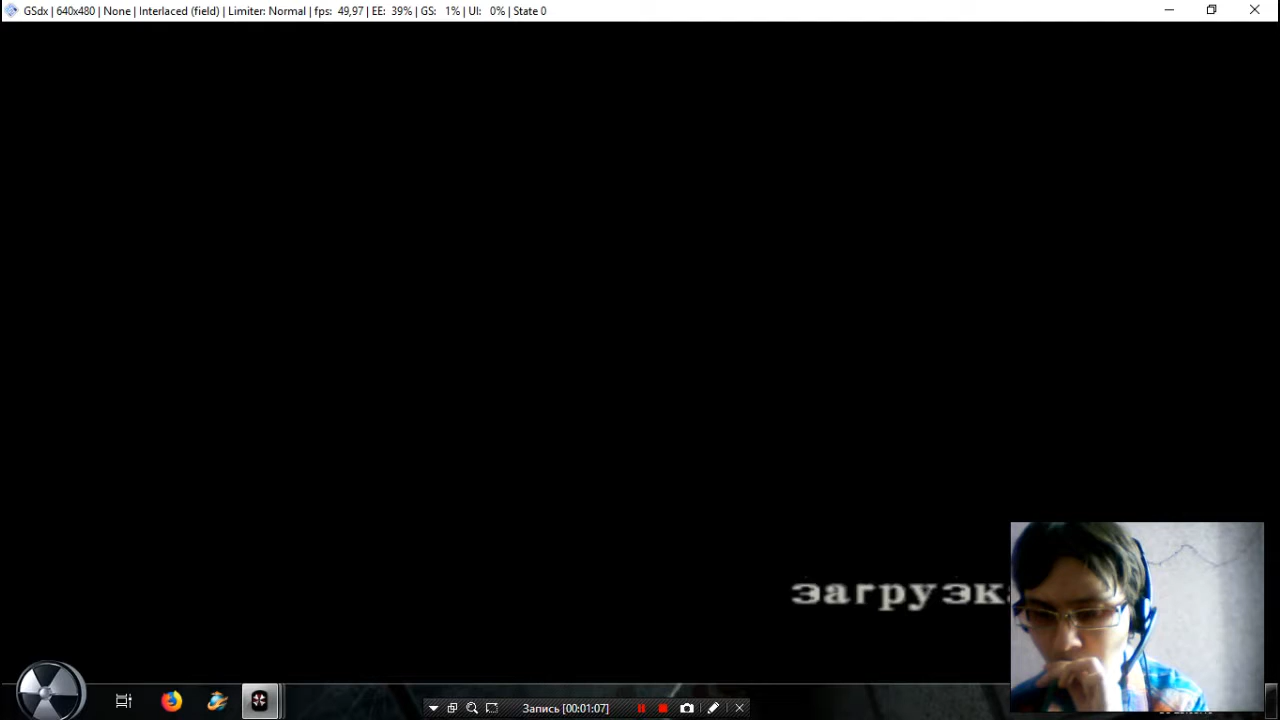 GSdx | 640x480 | None | Interlaced (field) | Limiter: Normal | fps: 49,97 | EE: 39% | GS: 1% | UI: 0% | State 0
эагруэка
Запись [00:01:07]